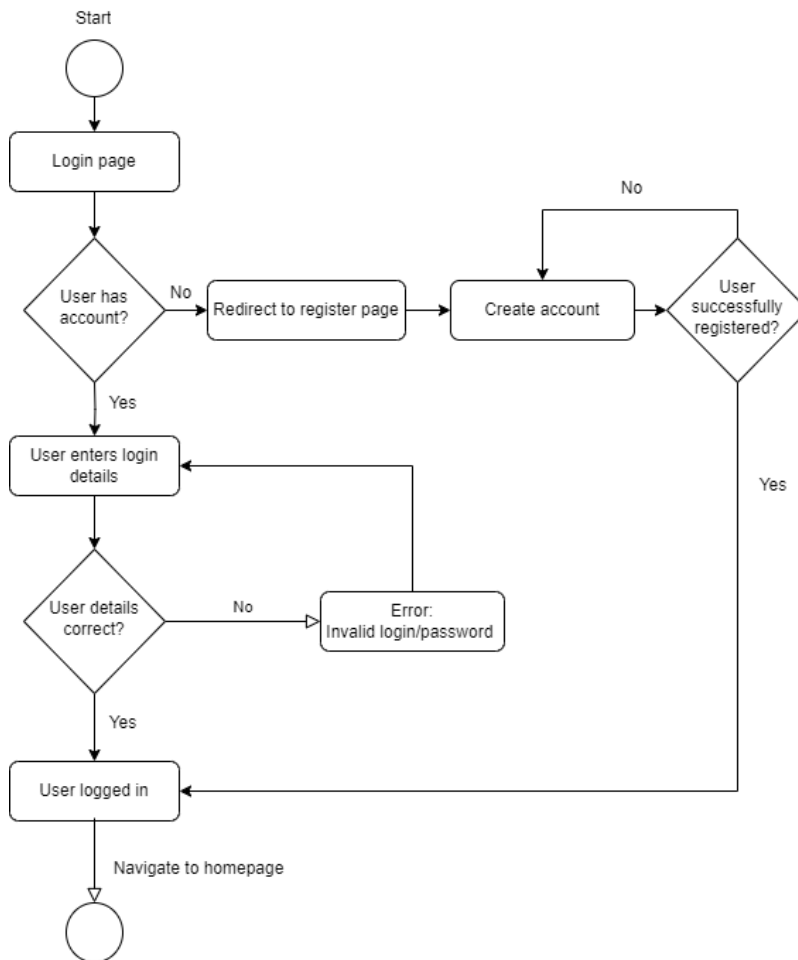 Start
Login page
No
User has
account?
No
Redirect to register page
Create account
User
successfully
registered?
Yes
User enters login
details
Yes
User details
correct?
No
Error:
Invalid login/password
Yes
User logged in
Navigate to homepage